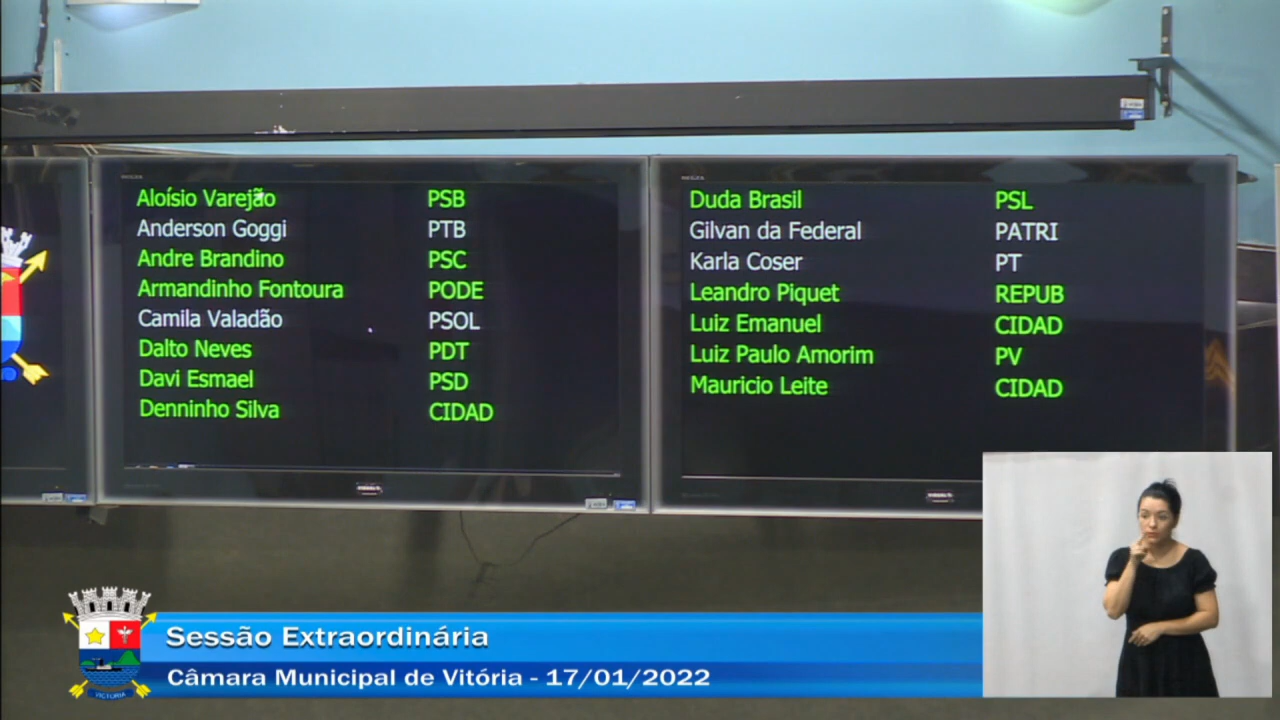 Aloísio Varejão PSB
Anderson Goggi PTB
Andre Brandino PSC
Armandinho Fontoura PODE
Camila Valadão PSOL
Dalto Neves PDT
Davi Esmael PSD
Denninho Silva CIDAD
Duda Brasil PSL
Gilvan da Federal PATRI
Karla Coser PT
Leandro Piquet REPUB
Luiz Emanuel CIDAD
Luiz Paulo Amorim PV
Mauricio Leite CIDAD
Sessão Extraordinária
Câmara Municipal de Vitória - 17/01/2022